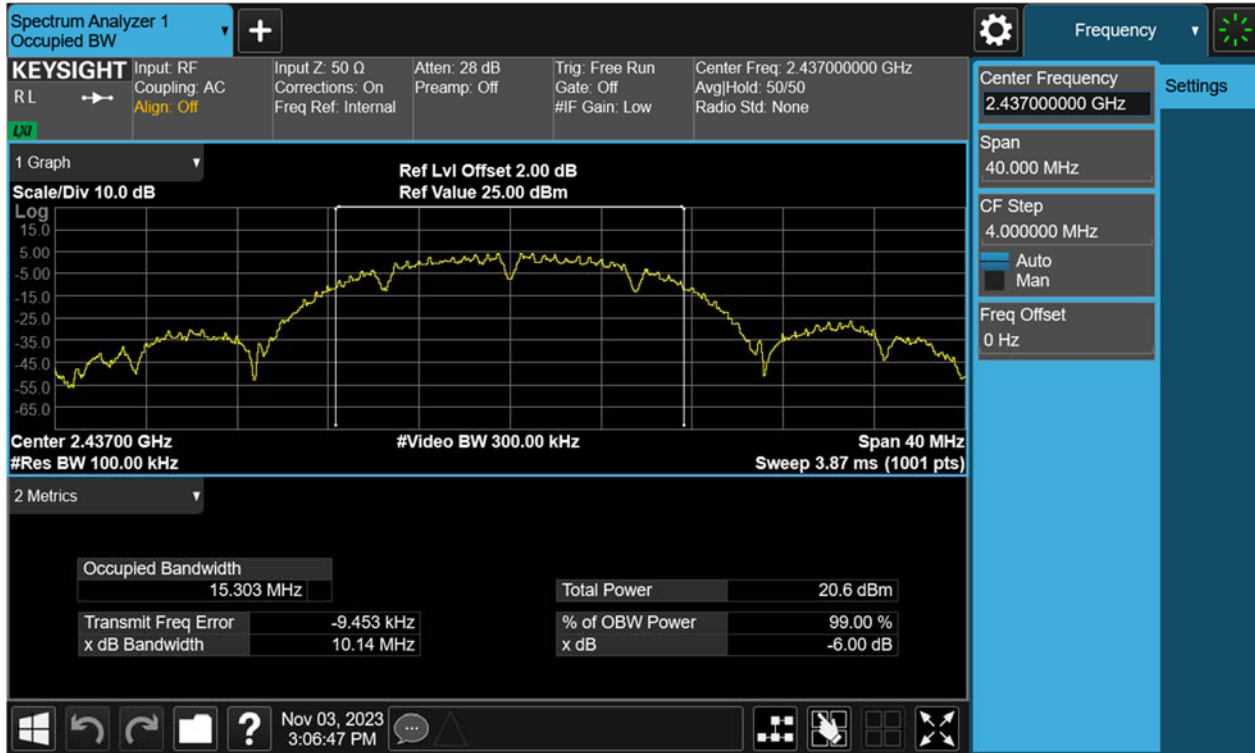 Spectrum Analyzer 1
Occupied BW
Frequency
KEYSIGHT
R L
LXI
Input: RF
Coupling: AC
Align: Off
Input Z: 50 Ω
Corrections: On
Freq Ref: Internal
Atten: 28 dB
Preamp: Off
Trig: Free Run
Gate: Off
#IF Gain: Low
Center Freq: 2.437000000 GHz
Avg|Hold: 50/50
Radio Std: None
Center Frequency
2.437000000 GHz
Settings
Span
40.000 MHz
CF Step
4.000000 MHz
Auto
Man
Freq Offset
0 Hz
1 Graph
Ref Lvl Offset 2.00 dB
Scale/Div 10.0 dB
Ref Value 25.00 dBm
Log
15.0
5.00
-5.00
-15.0
-25.0
-35.0
-45.0
-55.0
-65.0
Center 2.43700 GHz
#Video BW 300.00 kHz
Span 40 MHz
#Res BW 100.00 kHz
Sweep 3.87 ms (1001 pts)
2 Metrics
Occupied Bandwidth
15.303 MHz
Total Power 20.6 dBm
Transmit Freq Error -9.453 kHz
% of OBW Power 99.00 %
x dB Bandwidth 10.14 MHz
x dB -6.00 dB
?
Nov 03, 2023
3:06:47 PM